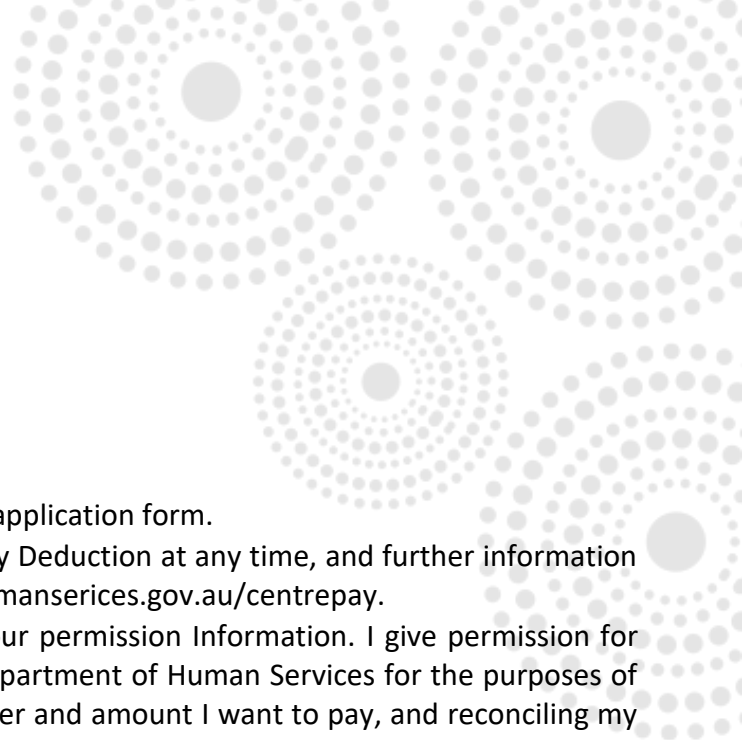 application form.
y Deduction at any time, and further information
manserices.gov.au/centrepay.
ur permission Information. I give permission for
partment of Human Services for the purposes of
er and amount I want to pay, and reconciling my